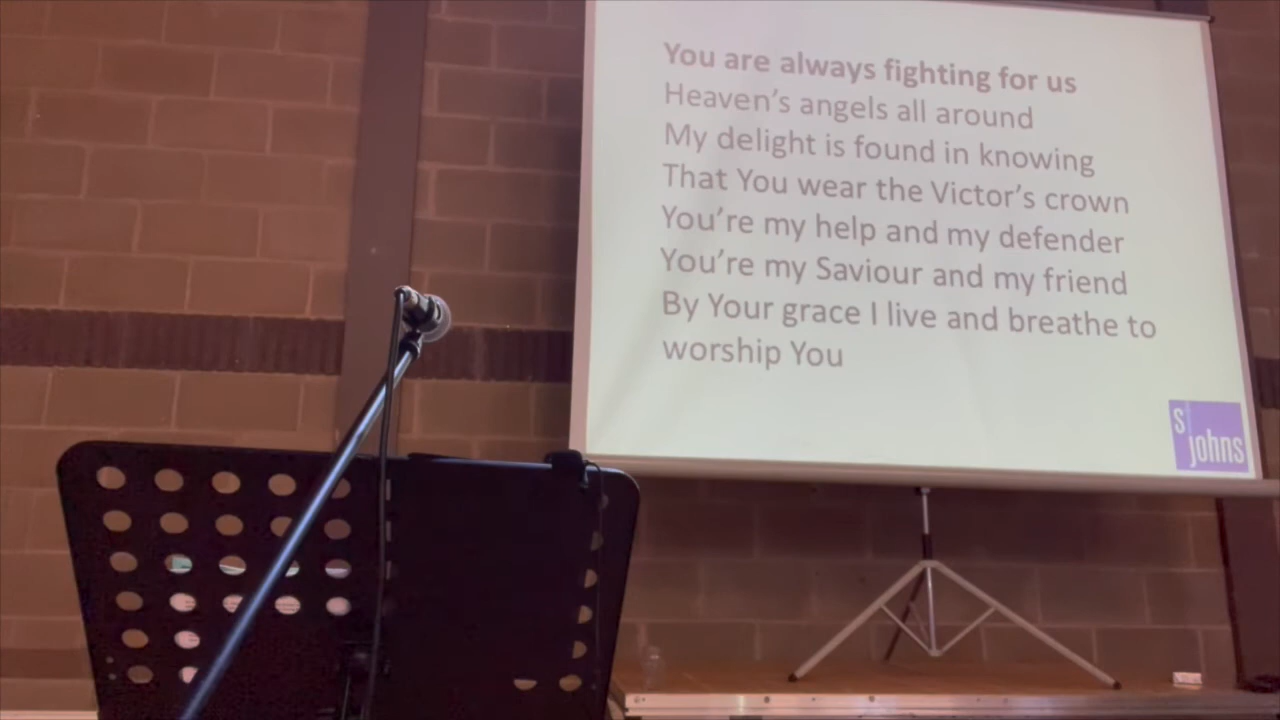 You are always fighting for us
Heaven's angels all around
My delight is found in knowing
That You wear the Victor's crown
You're my help and my defender
You're my Saviour and my friend
By Your grace I live and breathe to
worship You
S
johns